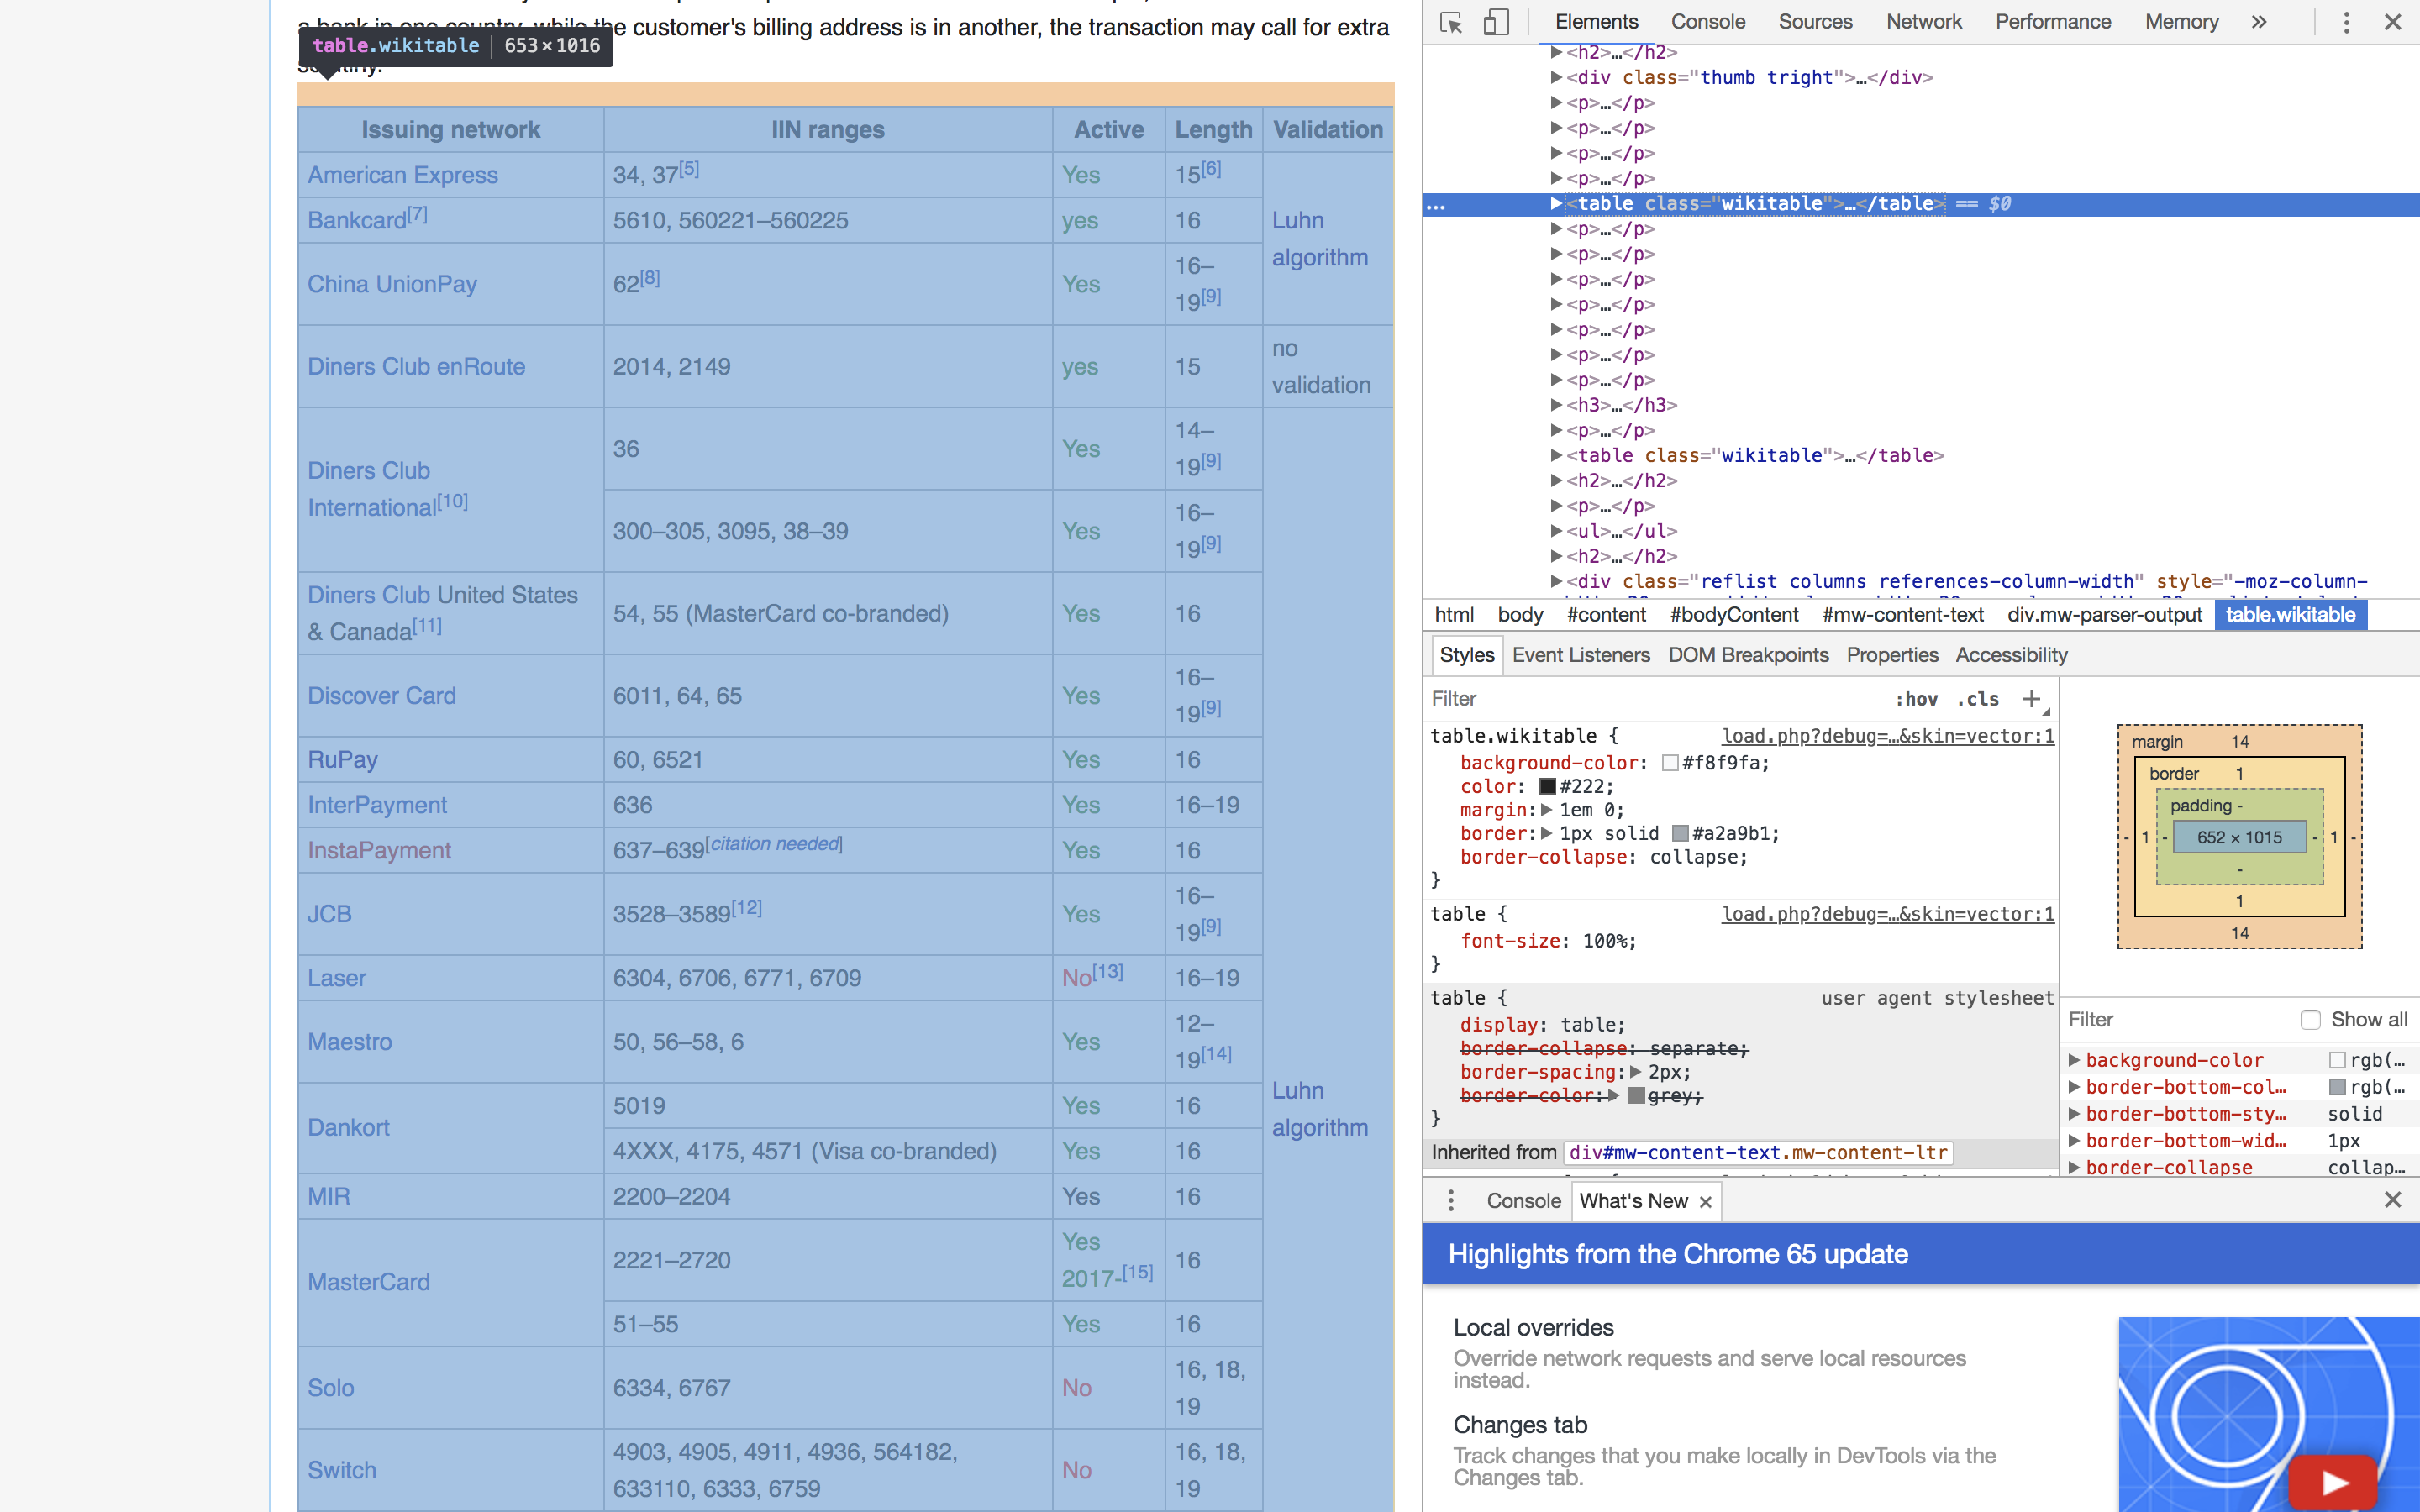 a bank in one country, while the customer's billing address is in another, the transaction may call for extra
table.wikitable 653 × 1016
scrutiny.
Issuing network IIN ranges Active Length Validation
American Express 34, 37[5] Yes 15[6]
Bankcard[7] 5610, 560221–560225 yes 16
Luhn
algorithm
China UnionPay 62[8] Yes 16–
19[9]
Diners Club enRoute 2014, 2149 yes 15 no
validation
Diners Club
International[10]
36 Yes 14–
19[9]
300–305, 3095, 38–39 Yes 16–
19[9]
Diners Club United States
& Canada[11]
54, 55 (MasterCard co-branded) Yes 16
Discover Card 6011, 64, 65 Yes 16–
19[9]
RuPay 60, 6521 Yes 16
InterPayment 636 Yes 16–19
InstaPayment 637–639[citation needed] Yes 16
JCB 3528–3589[12] Yes 16–
19[9]
Laser 6304, 6706, 6771, 6709 No[13] 16–19
Maestro 50, 56–58, 6 Yes 12–
19[14]
Luhn
algorithm
Dankort
5019 Yes 16
4XXX, 4175, 4571 (Visa co-branded) Yes 16
MIR 2200–2204 Yes 16
MasterCard
2221–2720 Yes
2017-[15] 16
51–55 Yes 16
Solo 6334, 6767 No 16, 18,
19
Switch 4903, 4905, 4911, 4936, 564182,
633110, 6333, 6759 No 16, 18,
19
Elements Console Sources Network Performance Memory »
<h2>…</h2>
<div class="thumb tright">…</div>
<p>…</p>
<p>…</p>
<p>…</p>
<p>…</p>
… <table class="wikitable">…</table> == $0
<p>…</p>
<p>…</p>
<p>…</p>
<p>…</p>
<p>…</p>
<p>…</p>
<p>…</p>
<h3>…</h3>
<p>…</p>
<table class="wikitable">…</table>
<h2>…</h2>
<p>…</p>
<ul>…</ul>
<h2>…</h2>
<div class="reflist columns references-column-width" style="-moz-column-
html body #content #bodyContent #mw-content-text div.mw-parser-output table.wikitable
Styles Event Listeners DOM Breakpoints Properties Accessibility
Filter :hov .cls +
table.wikitable { load.php?debug=…&skin=vector:1
background-color: #f8f9fa;
color: #222;
margin: 1em 0;
border: 1px solid #a2a9b1;
border-collapse: collapse;
}
table { load.php?debug=…&skin=vector:1
font-size: 100%;
}
table { user agent stylesheet
display: table;
border-collapse: separate;
border-spacing: 2px;
border-color: grey;
}
Inherited from div#mw-content-text.mw-content-ltr
margin 14
border 1
padding -
- 1 - 652 × 1015 - 1 -
-
1
14
Filter Show all
background-color rgb(…
border-bottom-col… rgb(…
border-bottom-sty… solid
border-bottom-wid… 1px
border-collapse collap…
Console What's New ×
Highlights from the Chrome 65 update
Local overrides
Override network requests and serve local resources
instead.
Changes tab
Track changes that you make locally in DevTools via the
Changes tab.